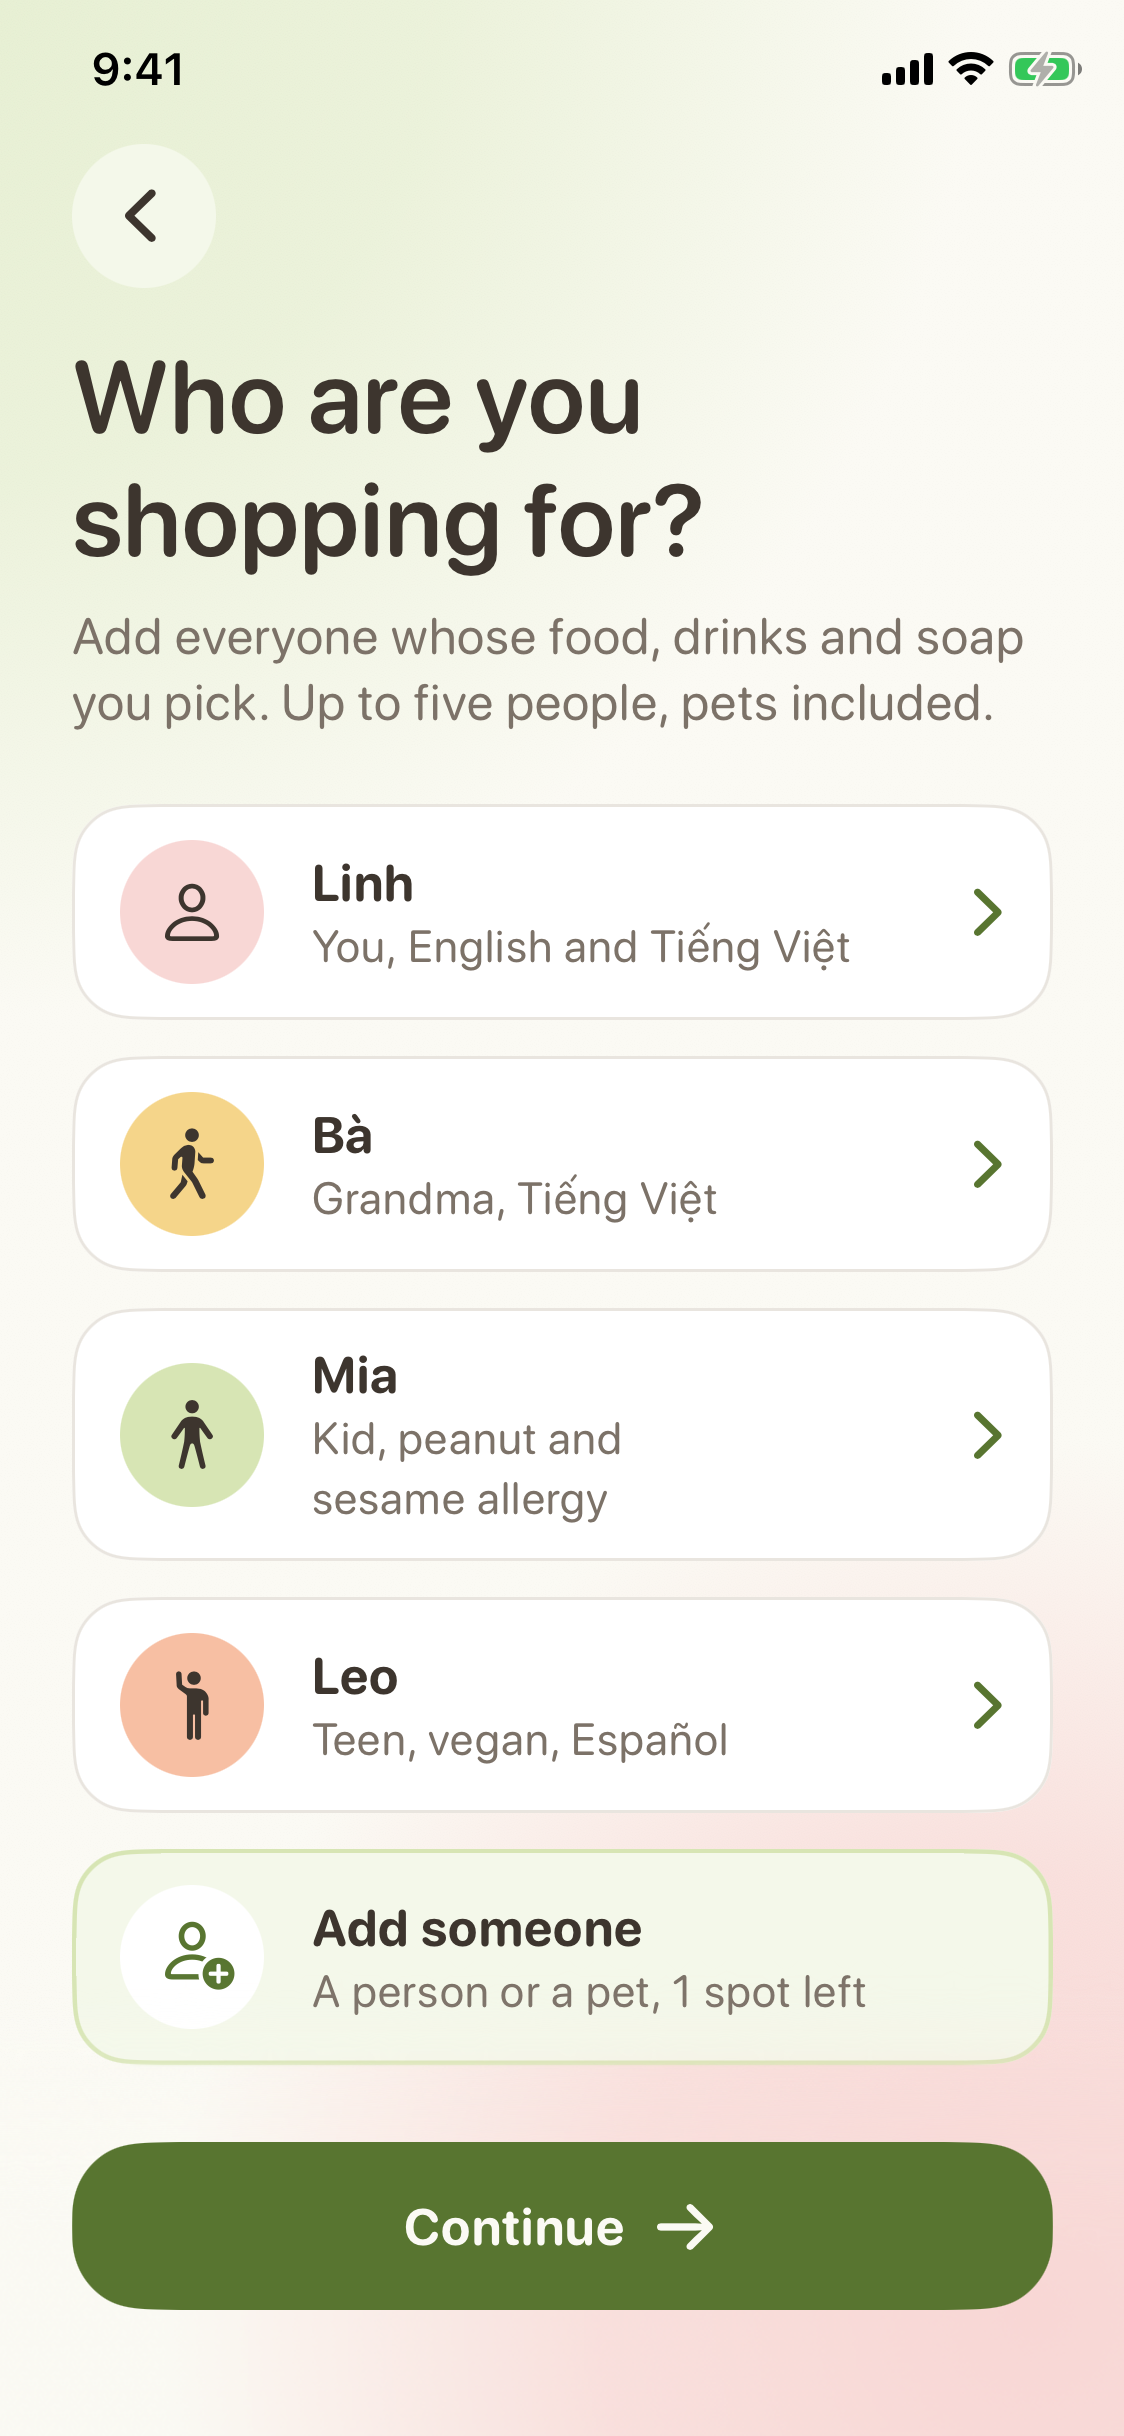 9:41
Who are you
shopping for?
Add everyone whose food, drinks and soap
you pick. Up to five people, pets included.
Linh
You, English and Tiếng Việt
Bà
Grandma, Tiếng Việt
Mia
Kid, peanut and
sesame allergy
Leo
Teen, vegan, Español
Add someone
A person or a pet, 1 spot left
Continue